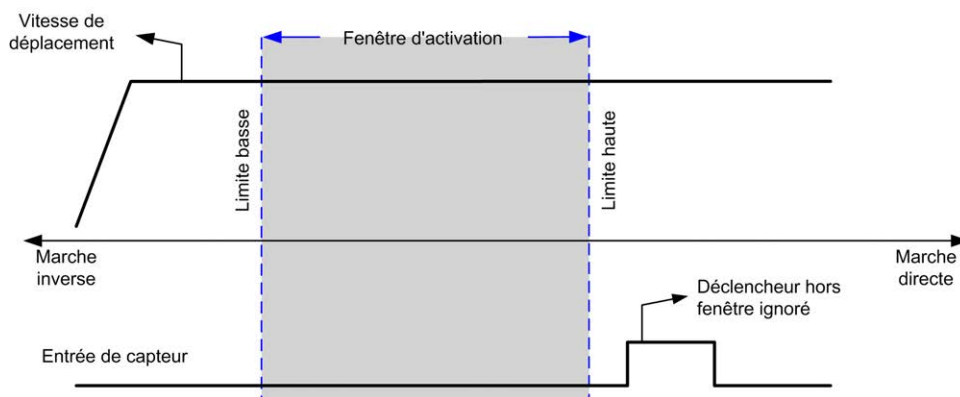 Vitesse de
déplacement
Fenêtre d'activation
Limite basse
Limite haute
Marche
inverse
Marche
directe
Déclencheur hors
fenêtre ignoré
Entrée de capteur